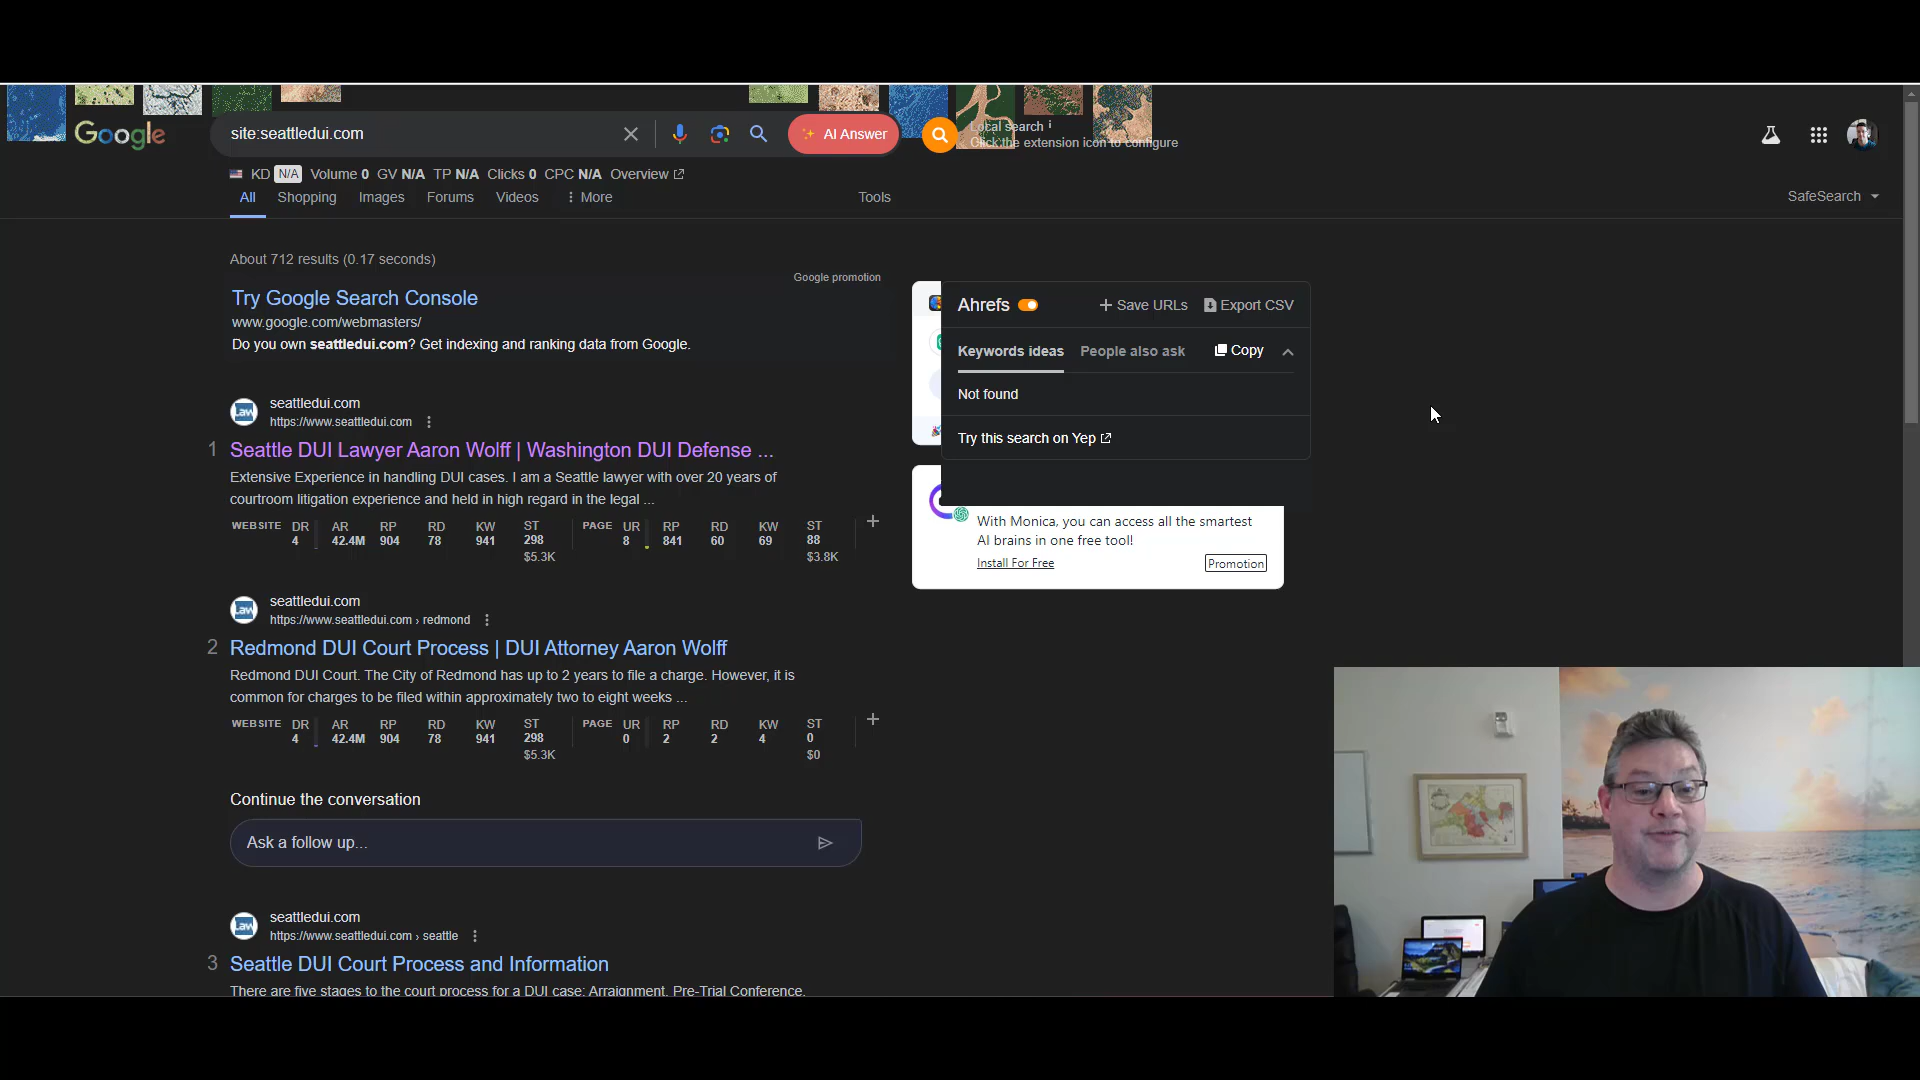 Google
site:seattledui.com
AI Answer
Local search i
Click the extension icon to configure
KD N/A Volume 0 GV N/A TP N/A Clicks 0 CPC N/A Overview
All Shopping Images Forums Videos More Tools SafeSearch
About 712 results (0.17 seconds)
Google promotion
Try Google Search Console
www.google.com/webmasters/
Do you own seattledui.com? Get indexing and ranking data from Google.
Ahrefs Save URLs Export CSV
Keywords ideas People also ask Copy
Not found
Try this search on Yep
With Monica, you can access all the smartest
AI brains in one free tool!
Install For Free Promotion
Law
seattledui.com
https://www.seattledui.com
1 Seattle DUI Lawyer Aaron Wolff | Washington DUI Defense ...
Extensive Experience in handling DUI cases. I am a Seattle lawyer with over 20 years of
courtroom litigation experience and held in high regard in the legal ...
WEBSITE DR AR RP RD KW ST PAGE UR RP RD KW ST
4 42.4M 904 78 941 298 8 841 60 69 88
$5.3K $3.8K
Law
seattledui.com
https://www.seattledui.com › redmond
2 Redmond DUI Court Process | DUI Attorney Aaron Wolff
Redmond DUI Court. The City of Redmond has up to 2 years to file a charge. However, it is
common for charges to be filed within approximately two to eight weeks ...
WEBSITE DR AR RP RD KW ST PAGE UR RP RD KW ST
4 42.4M 904 78 941 298 0 2 2 4 0
$5.3K $0
Continue the conversation
Ask a follow up...
Law
seattledui.com
https://www.seattledui.com › seattle
3 Seattle DUI Court Process and Information
There are five stages to the court process for a DUI case: Arraignment, Pre-Trial Conference,